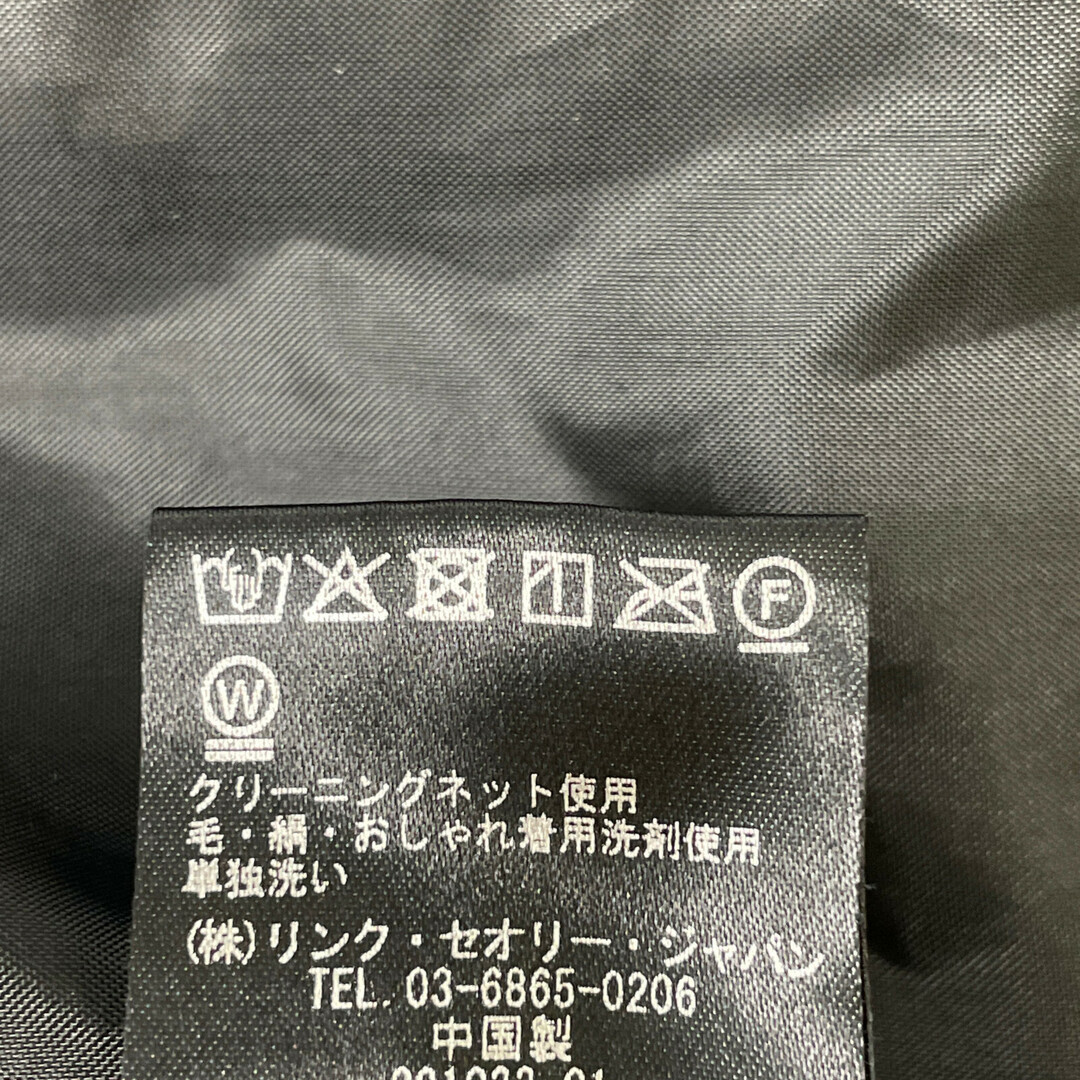 F
W
クリーニングネット使用
毛・絹・おしゃれ着用洗剤使用
単独洗い
(株)リンク・セオリー・ジャパン
TEL. 03-6865-0206
中国製